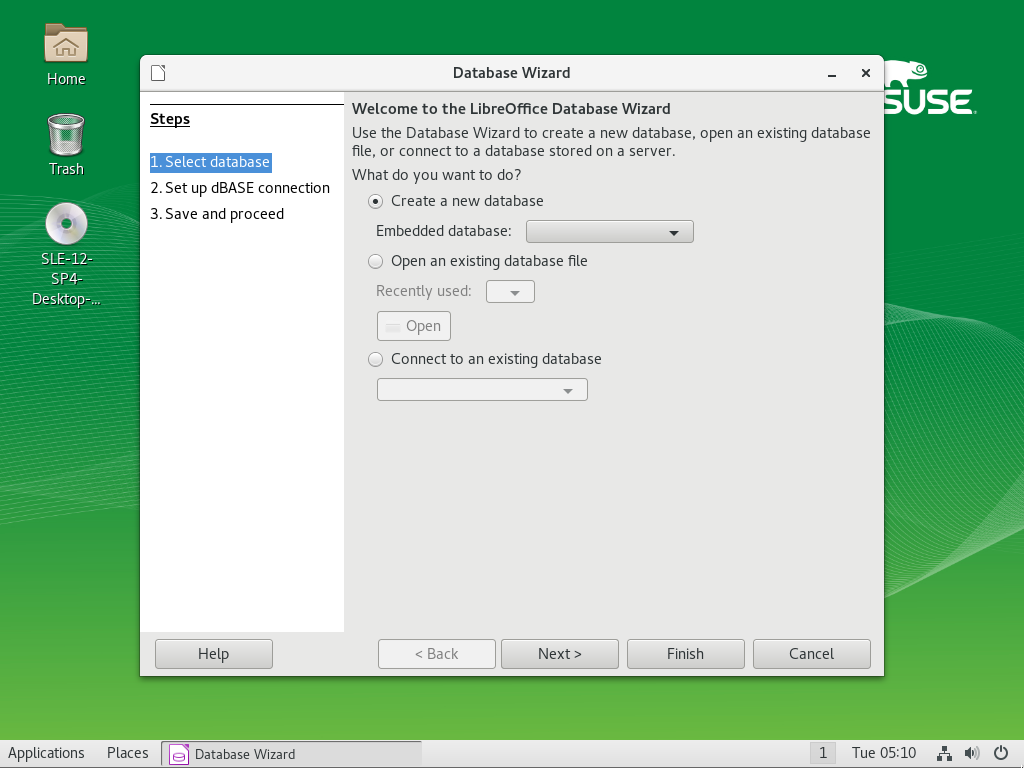 Home
Trash
SLE-12-
SP4-
Desktop-...
SUSE
Database Wizard
Steps
1. Select database
2. Set up dBASE connection
3. Save and proceed
Welcome to the LibreOffice Database Wizard
Use the Database Wizard to create a new database, open an existing database
file, or connect to a database stored on a server.
What do you want to do?
Create a new database
Embedded database:
Open an existing database file
Recently used:
Open
Connect to an existing database
Help
< Back
Next >
Finish
Cancel
Applications
Places
Database Wizard
1
Tue 05:10